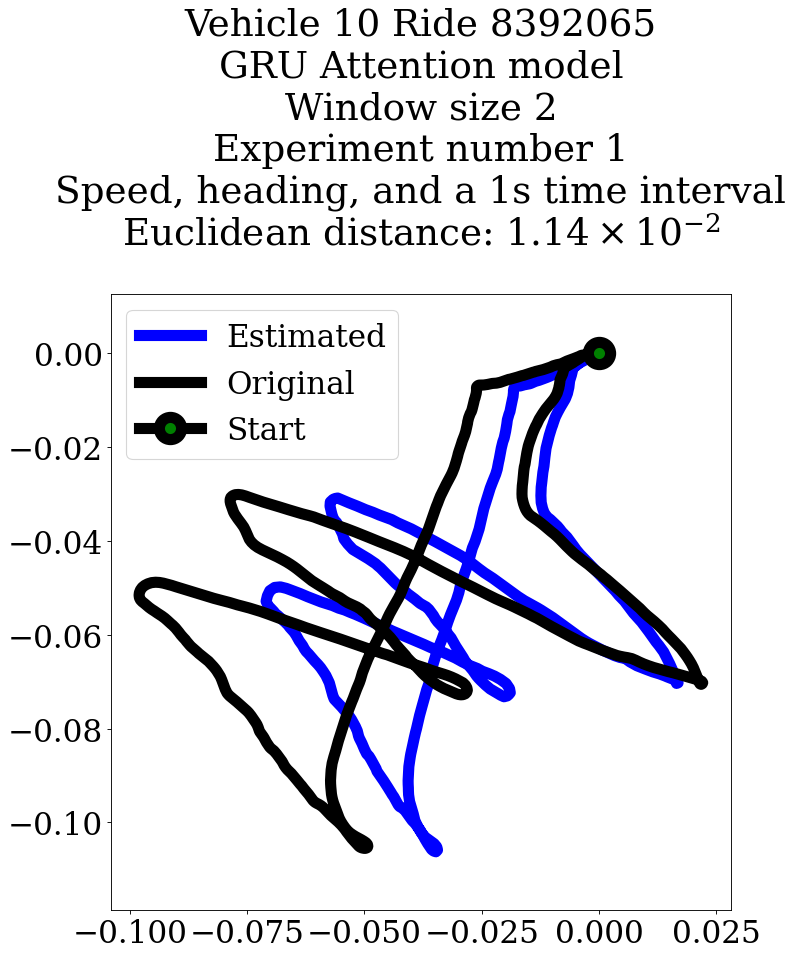 Vehicle 10 Ride 8392065
GRU Attention model
Window size 2
Experiment number 1
Speed, heading, and a 1s time interval
Euclidean distance: 1.14 × 10⁻²
Estimated
Original
Start
0.00
−0.02
−0.04
−0.06
−0.08
−0.10
−0.100 −0.075 −0.050 −0.025 0.000 0.025